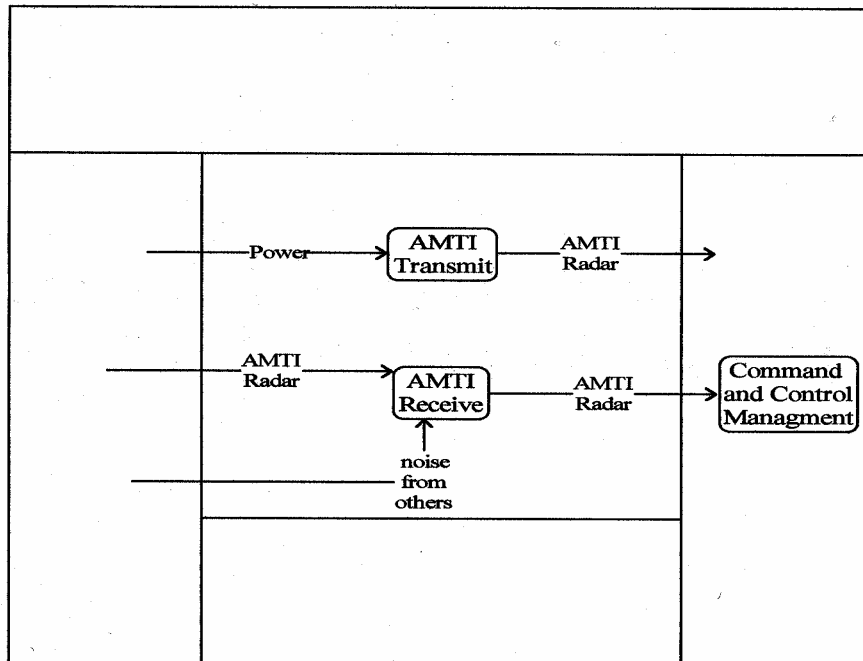 Power
AMTI
Transmit
AMTI
Radar
AMTI
Radar
AMTI
Receive
AMTI
Radar
Command
and Control
Managment
noise
from
others